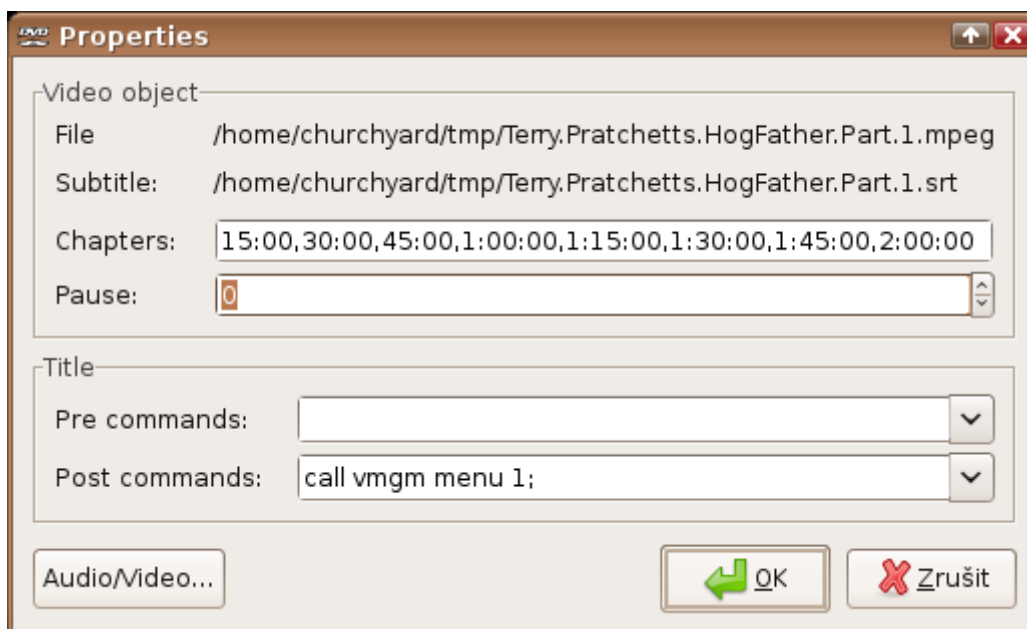 DVD Properties
Video object
File /home/churchyard/tmp/Terry.Pratchetts.HogFather.Part.1.mpeg
Subtitle: /home/churchyard/tmp/Terry.Pratchetts.HogFather.Part.1.srt
Chapters: 15:00,30:00,45:00,1:00:00,1:15:00,1:30:00,1:45:00,2:00:00
Pause: 0
Title
Pre commands:
Post commands: call vmgm menu 1;
Audio/Video... OK Zrušit